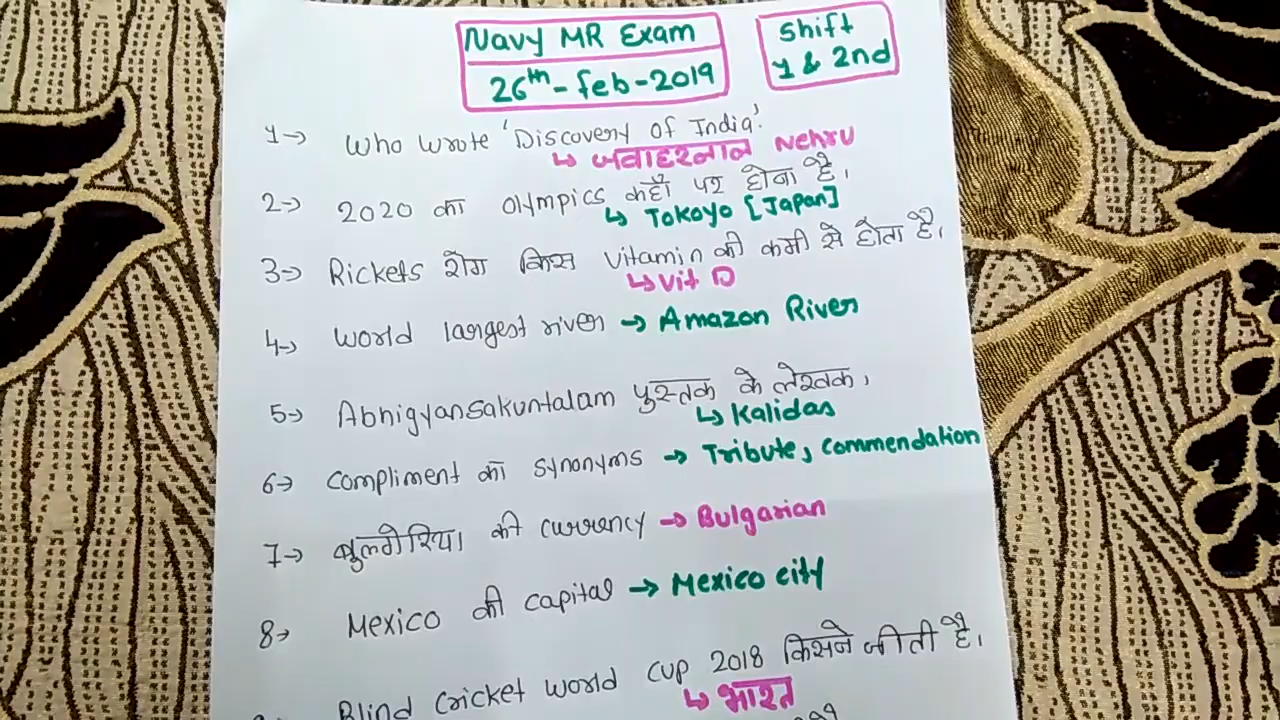 Navy MR Exam
26th-feb-2019
Shift
1 & 2nd
1→ Who wrote 'Discovery of India'.
↳ जवाहरलाल Nehru
2→ 2020 का Olympics कहाँ पर होना है।
↳ Tokoyo [Japan]
3→ Rickets रोग किस vitamin की कमी से होता है।
↳ Vit D
4→ World largest river → Amazon River
5→ Abhigyansakuntalam पुस्तक के लेखक,
↳ Kalidas
6→ Compliment का synonyms → Tribute, commendation
7→ बुल्गेरिया की currency → Bulgarian
8→ Mexico की capital → Mexico city
Blind Cricket world cup 2018 किसने जीती है।
↳ भारत